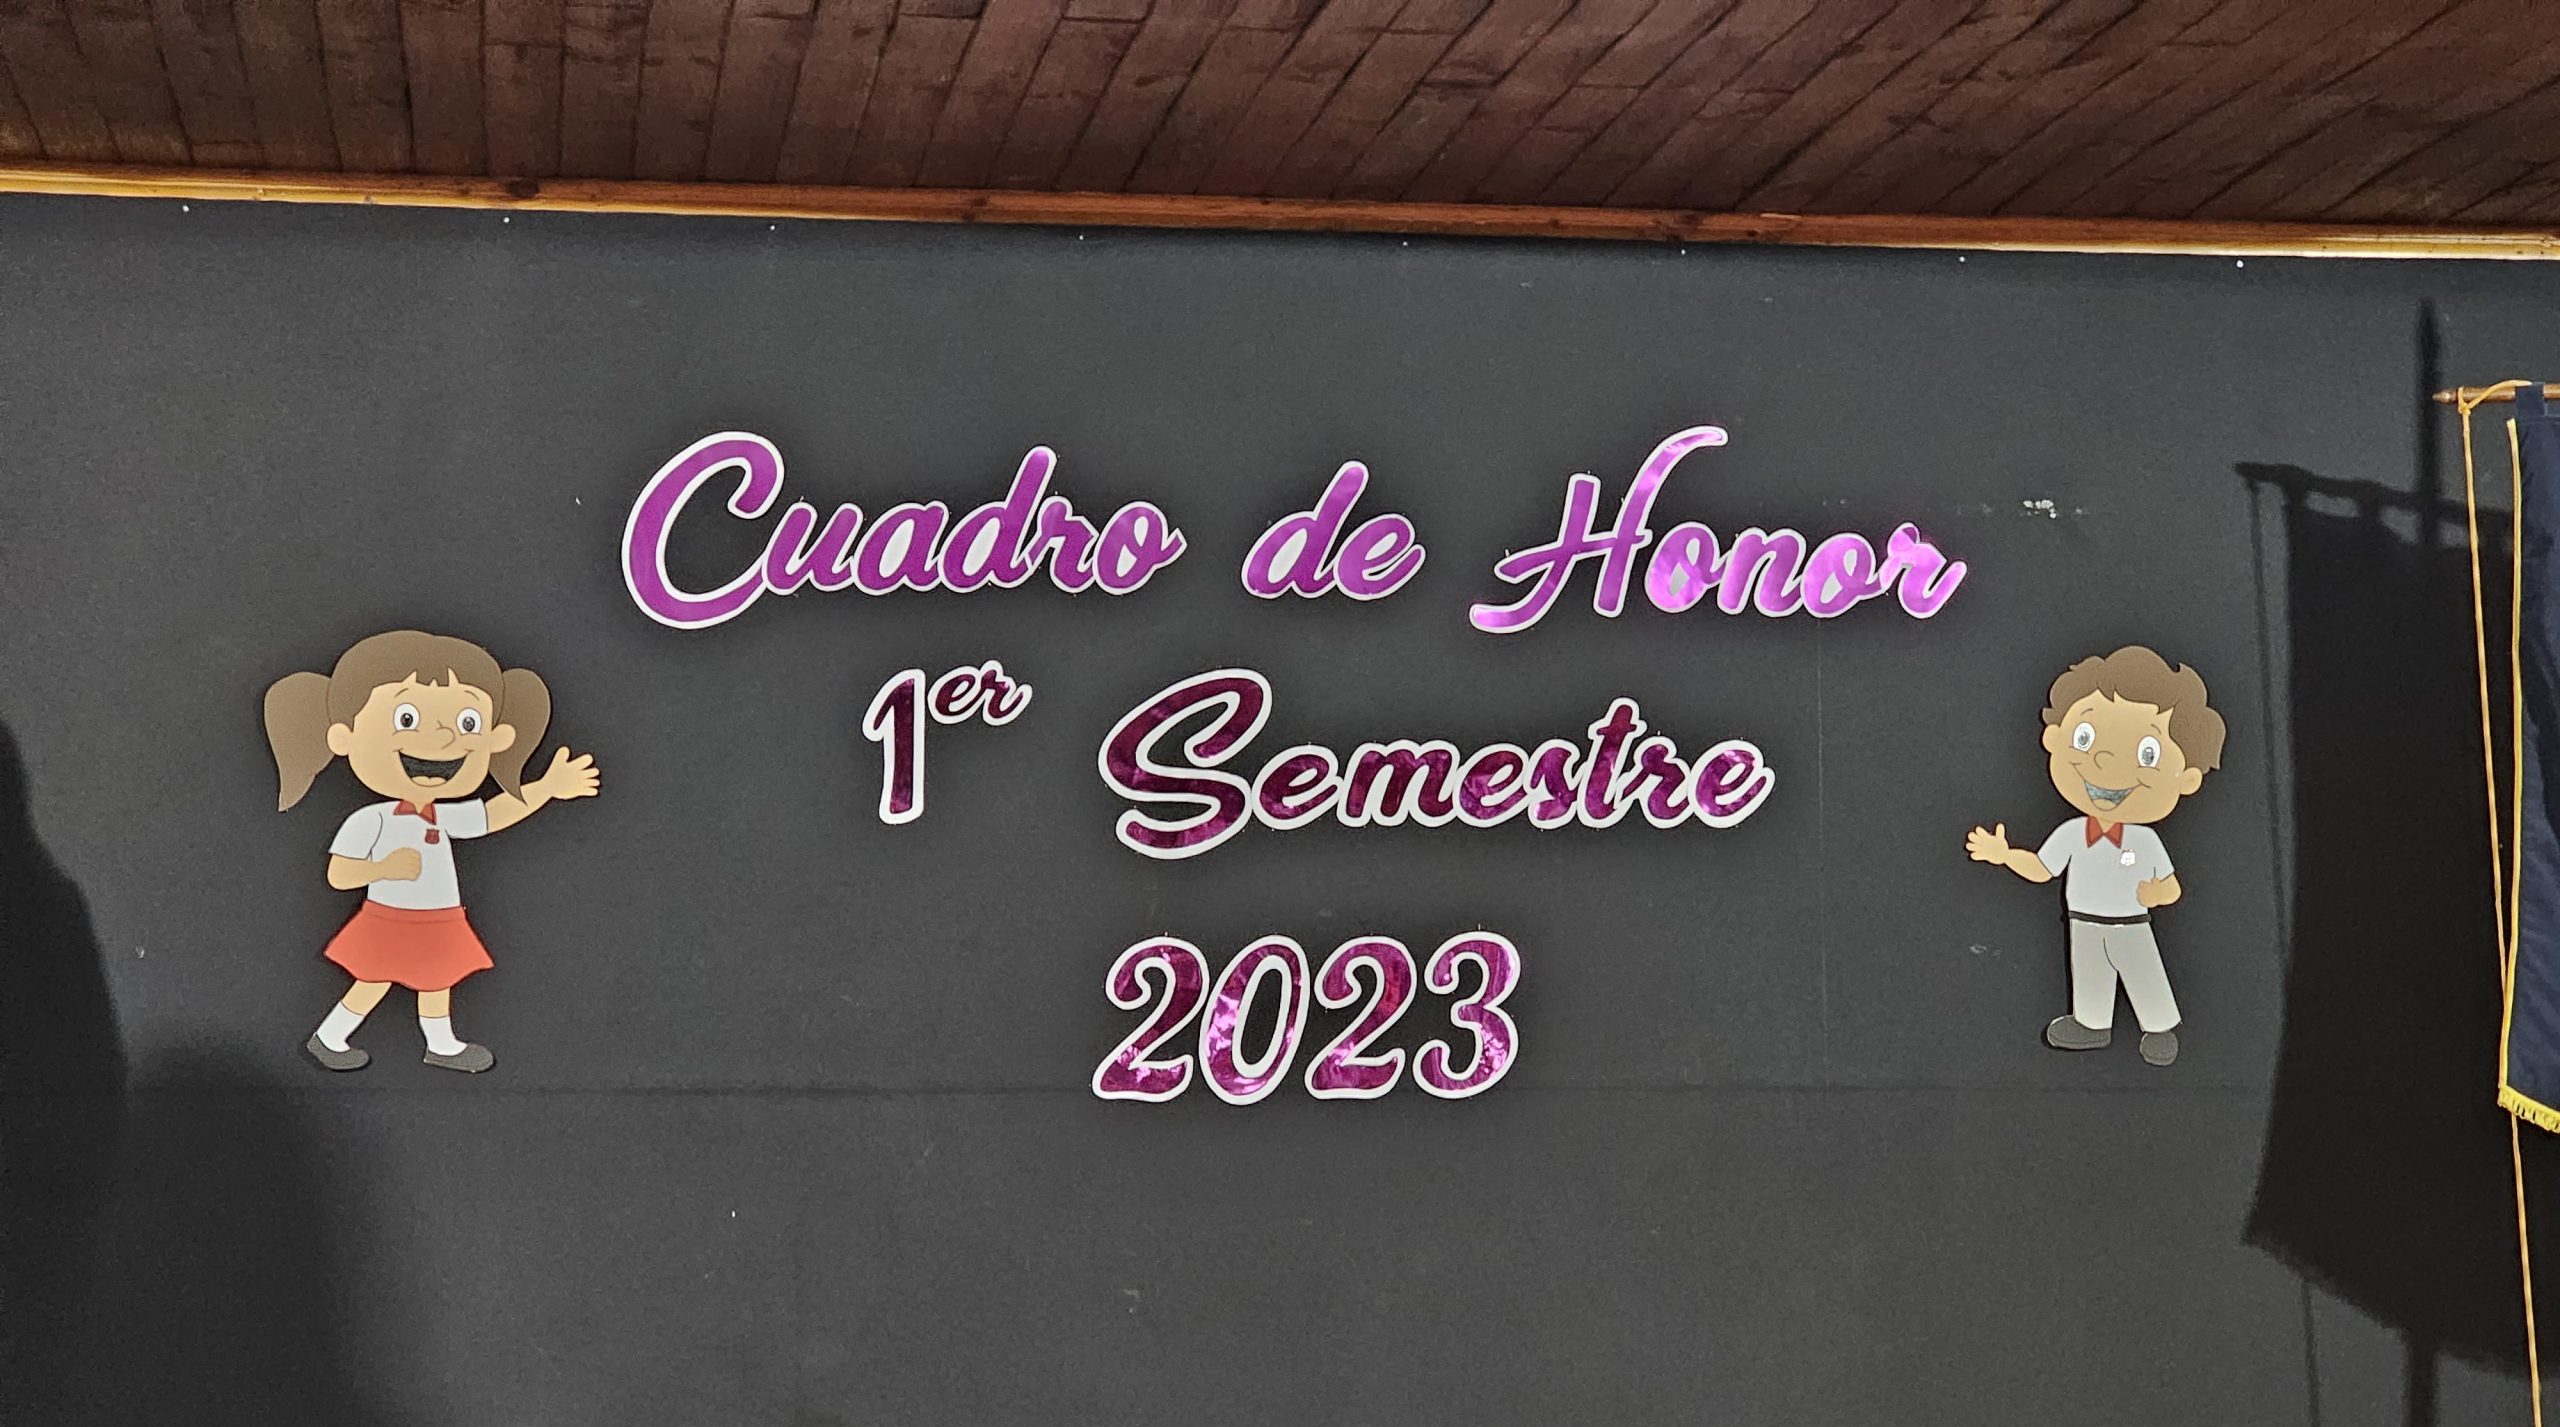 Cuadro de Honor
1er Semestre
2023